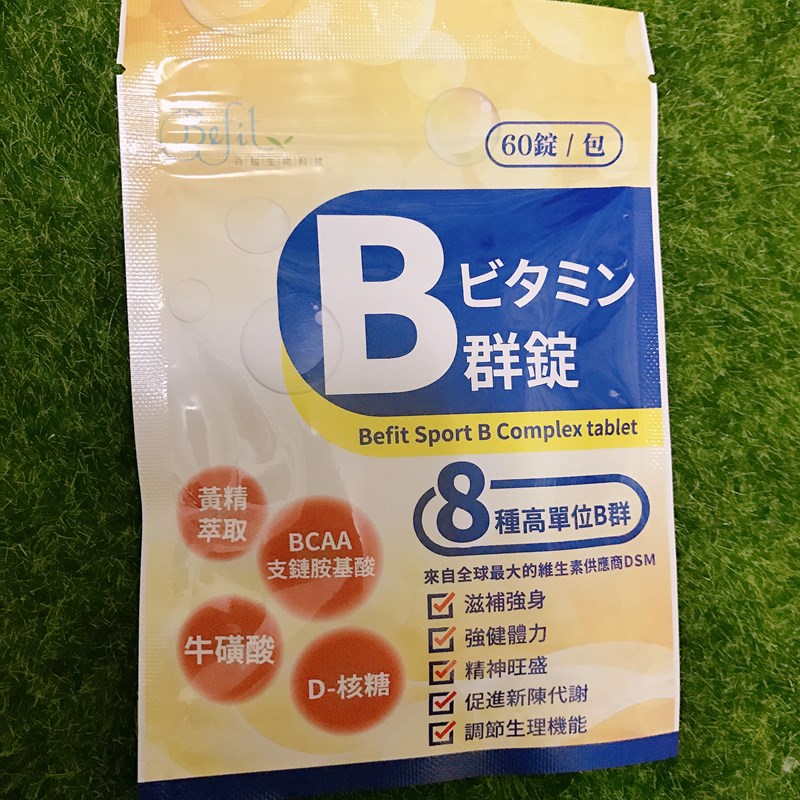 Befit
60錠 / 包
B ビタミン
群錠
Befit Sport B Complex tablet
8種高單位B群
來自全球最大的維生素供應商DSM
滋補強身
強健體力
精神旺盛
促進新陳代謝
調節生理機能
黃精
萃取
BCAA
支鏈胺基酸
牛磺酸
D-核糖